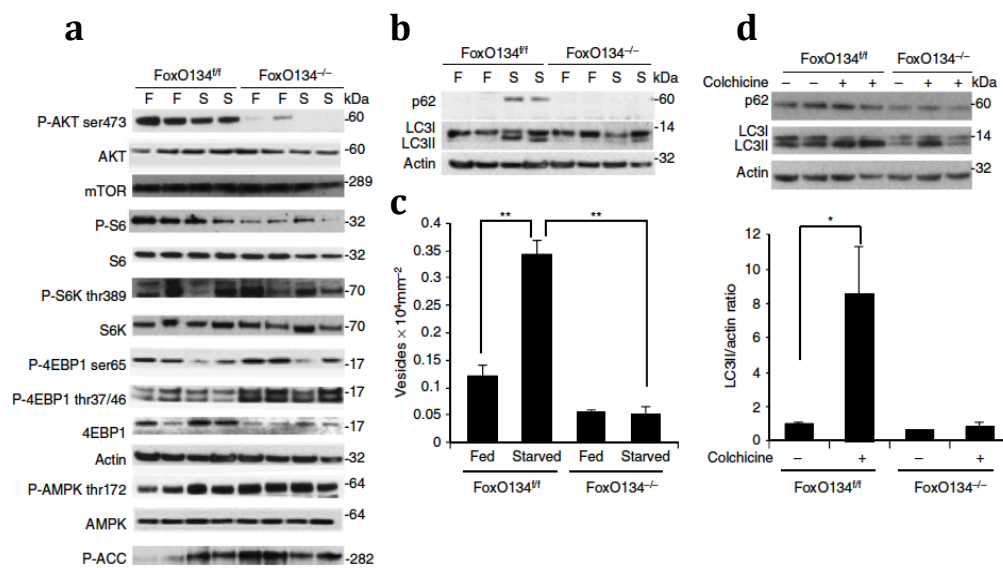 a
FoxO134f/f FoxO134–/–
F F S S F F S S kDa
P-AKT ser473 -60
AKT -60
mTOR -289
P-S6 -32
S6 -32
P-S6K thr389 -70
S6K -70
P-4EBP1 ser65 -17
P-4EBP1 thr37/46 -17
4EBP1 -17
Actin -32
P-AMPK thr172 -64
AMPK -64
P-ACC -282
b
FoxO134f/f FoxO134–/–
F F S S F F S S kDa
p62 -60
LC3I -14
LC3II
Actin -32
c
** **
Vesides × 10⁴mm⁻²
0.4
0.35
0.3
0.25
0.2
0.15
0.1
0.05
0
Fed Starved Fed Starved
FoxO134f/f FoxO134–/–
d
FoxO134f/f FoxO134–/–
Colchicine – – + + – + + kDa
p62 -60
LC3I -14
LC3II
Actin -32
*
LC3II/actin ratio
12
10
8
6
4
2
0
Colchicine – + – +
FoxO134f/f FoxO134–/–